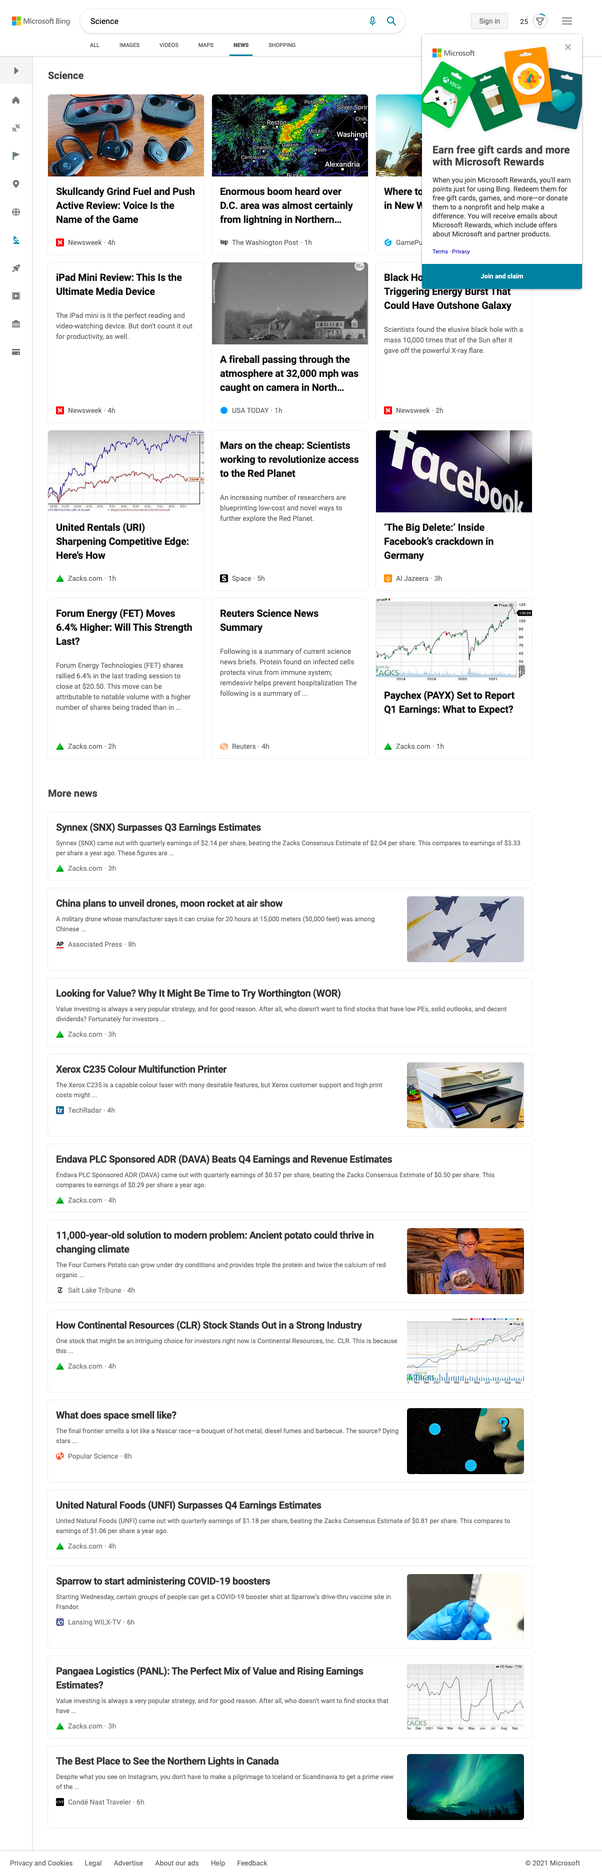 Microsoft Bing
Science
Sign in
25
ALL
IMAGES
VIDEOS
MAPS
NEWS
SHOPPING
Microsoft
XBOX
Earn free gift cards and more
with Microsoft Rewards
When you join Microsoft Rewards, you'll earn
points just for using Bing. Redeem them for
free gift cards, games, and more—or donate
them to a nonprofit and help make a
difference. You will receive emails about
Microsoft Rewards, which include offers
about Microsoft and partner products.
Terms · Privacy
Join and claim
Science
Skullcandy Grind Fuel and Push
Active Review: Voice Is the
Name of the Game
Newsweek · 4h
Reston
Centreville
Washingt
Alexandria
Enormous boom heard over
D.C. area was almost certainly
from lightning in Northern...
The Washington Post · 1h
Where to
in New W
GamePu
iPad Mini Review: This Is the
Ultimate Media Device
The iPad mini is it the perfect reading and
video-watching device. But don't count it out
for productivity, as well.
Newsweek · 4h
A fireball passing through the
atmosphere at 32,000 mph was
caught on camera in North...
USA TODAY · 1h
Black Ho
Triggering Energy Burst That
Could Have Outshone Galaxy
Scientists found the elusive black hole with a
mass 10,000 times that of the Sun after it
gave off the powerful X-ray flare.
Newsweek · 2h
United Rentals (URI)
Sharpening Competitive Edge:
Here's How
Zacks.com · 1h
Mars on the cheap: Scientists
working to revolutionize access
to the Red Planet
An increasing number of researchers are
blueprinting low-cost and novel ways to
further explore the Red Planet.
Space · 5h
facebook
'The Big Delete:' Inside
Facebook's crackdown in
Germany
Al Jazeera · 3h
Forum Energy (FET) Moves
6.4% Higher: Will This Strength
Last?
Forum Energy Technologies (FET) shares
rallied 6.4% in the last trading session to
close at $20.50. This move can be
attributable to notable volume with a higher
number of shares being traded than in ...
Zacks.com · 2h
Reuters Science News
Summary
Following is a summary of current science
news briefs. Protein found on infected cells
protects virus from immune system;
remdesivir helps prevent hospitalization The
following is a summary of ...
Reuters · 4h
Paychex (PAYX) Set to Report
Q1 Earnings: What to Expect?
Zacks.com · 1h
More news
Synnex (SNX) Surpasses Q3 Earnings Estimates
Synnex (SNX) came out with quarterly earnings of $2.14 per share, beating the Zacks Consensus Estimate of $2.04 per share. This compares to earnings of $3.33
per share a year ago. These figures are ...
Zacks.com · 3h
China plans to unveil drones, moon rocket at air show
A military drone whose manufacturer says it can cruise for 20 hours at 15,000 meters (50,000 feet) was among
Chinese ...
AP Associated Press · 8h
Looking for Value? Why It Might Be Time to Try Worthington (WOR)
Value investing is always a very popular strategy, and for good reason. After all, who doesn't want to find stocks that have low PEs, solid outlooks, and decent
dividends? Fortunately for investors ...
Zacks.com · 3h
Xerox C235 Colour Multifunction Printer
The Xerox C235 is a capable colour laser with many desirable features, but Xerox customer support and high print
costs might ...
tr TechRadar · 4h
Endava PLC Sponsored ADR (DAVA) Beats Q4 Earnings and Revenue Estimates
Endava PLC Sponsored ADR (DAVA) came out with quarterly earnings of $0.57 per share, beating the Zacks Consensus Estimate of $0.50 per share. This
compares to earnings of $0.29 per share a year ago.
Zacks.com · 4h
11,000-year-old solution to modern problem: Ancient potato could thrive in
changing climate
The Four Corners Potato can grow under dry conditions and provides triple the protein and twice the calcium of red
organic ...
Salt Lake Tribune · 4h
How Continental Resources (CLR) Stock Stands Out in a Strong Industry
One stock that might be an intriguing choice for investors right now is Continental Resources, Inc. CLR. This is because
this ...
Zacks.com · 4h
What does space smell like?
The final frontier smells a lot like a Nascar race—a bouquet of hot metal, diesel fumes and barbecue. The source? Dying
stars ...
Popular Science · 8h
United Natural Foods (UNFI) Surpasses Q4 Earnings Estimates
United Natural Foods (UNFI) came out with quarterly earnings of $1.18 per share, beating the Zacks Consensus Estimate of $0.81 per share. This compares to
earnings of $1.06 per share a year ago.
Zacks.com · 4h
Sparrow to start administering COVID-19 boosters
Starting Wednesday, certain groups of people can get a COVID-19 booster shot at Sparrow's drive-thru vaccine site in
Frandor.
Lansing WILX-TV · 6h
Pangaea Logistics (PANL): The Perfect Mix of Value and Rising Earnings
Estimates?
Value investing is always a very popular strategy, and for good reason. After all, who doesn't want to find stocks that
have ...
Zacks.com · 3h
ZACKS
The Best Place to See the Northern Lights in Canada
Despite what you see on Instagram, you don't have to make a pilgrimage to Iceland or Scandinavia to get a prime view
of the ...
Condé Nast Traveler · 6h
Privacy and Cookies
Legal
Advertise
About our ads
Help
Feedback
© 2021 Microsoft